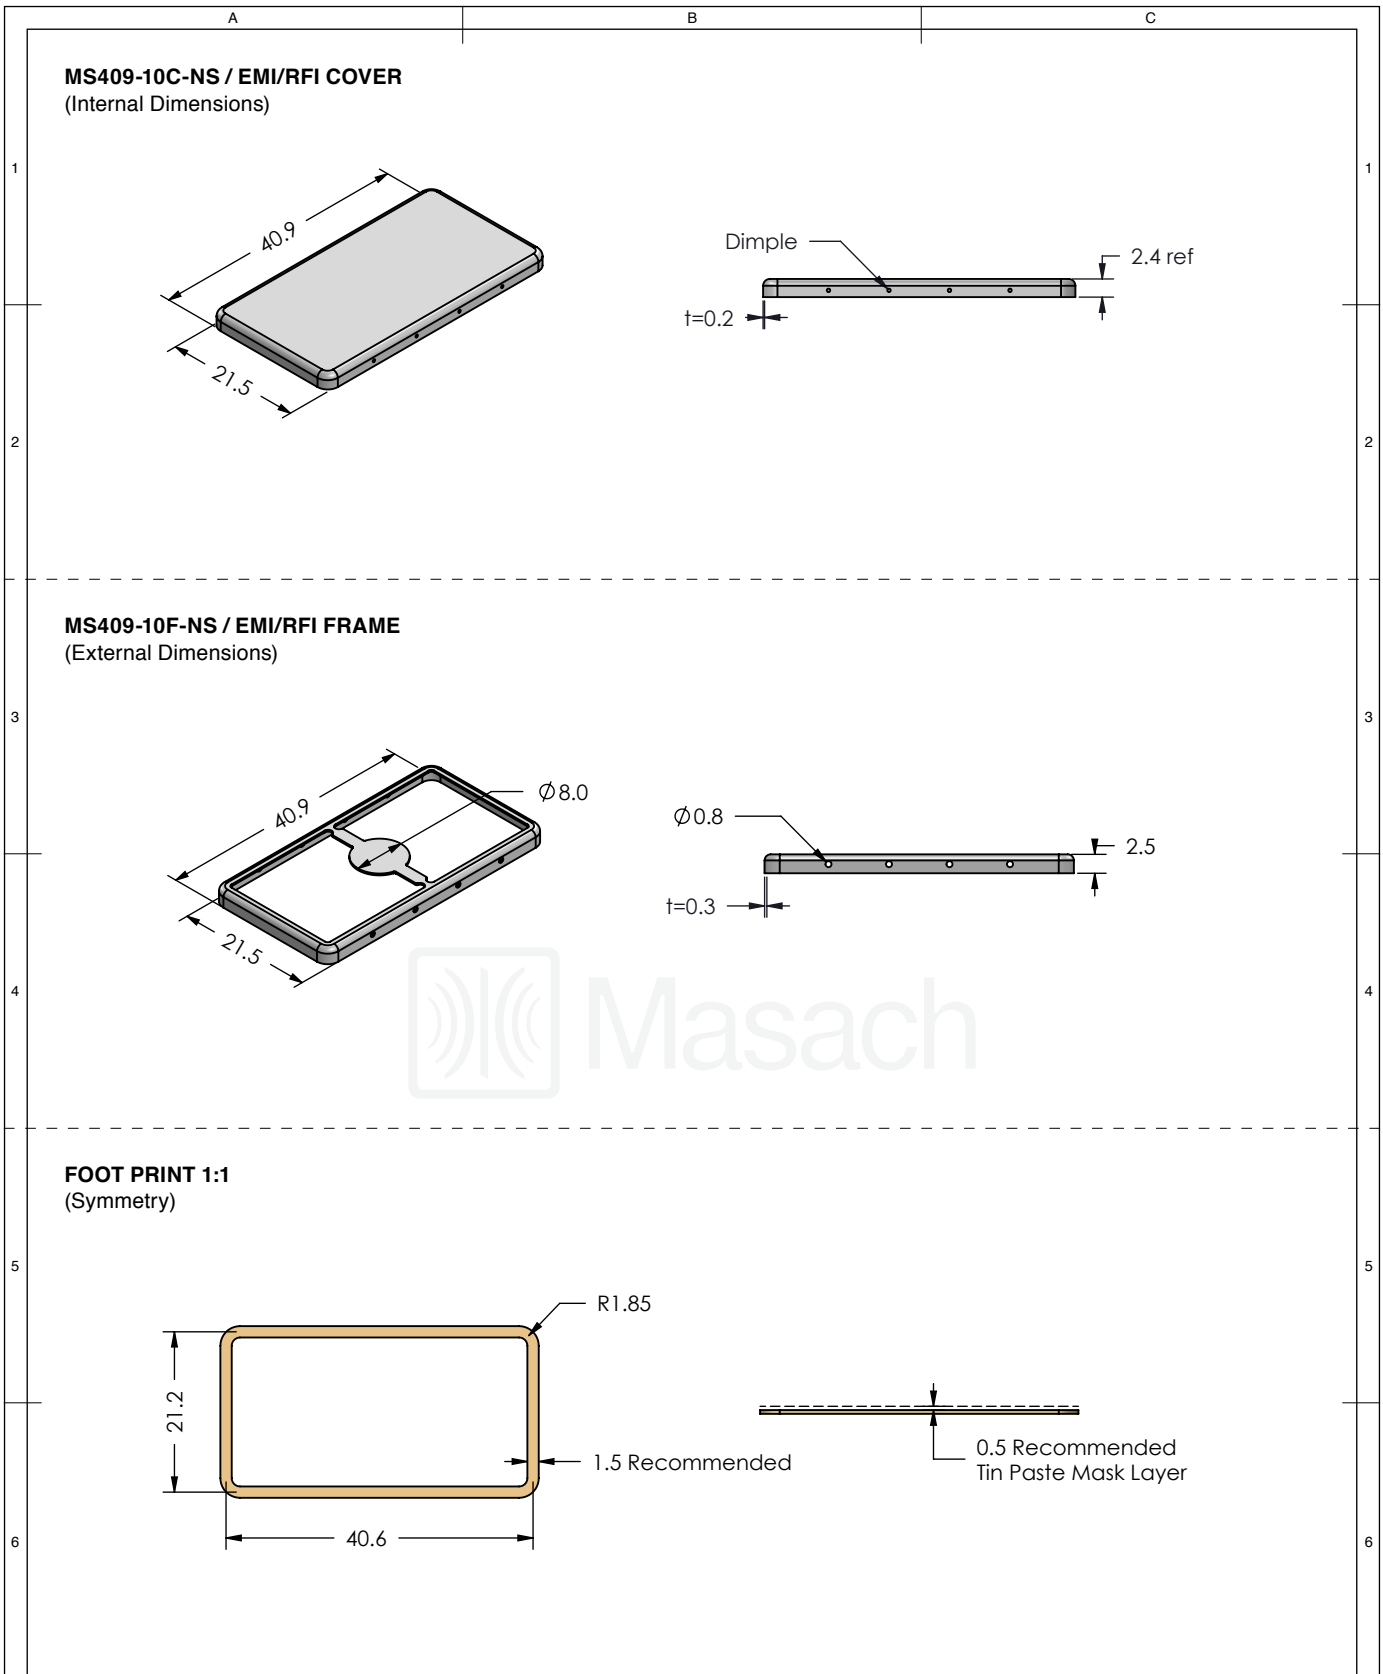 A B C
MS409-10C-NS / EMI/RFI COVER
(Internal Dimensions)
1 1
40.9
21.5
Dimple
2.4 ref
t=0.2
2 2
MS409-10F-NS / EMI/RFI FRAME
(External Dimensions)
3 3
40.9
∅8.0
21.5
∅0.8
2.5
t=0.3
Masach
4 4
FOOT PRINT 1:1
(Symmetry)
5 5
R1.85
21.2
1.5 Recommended
40.6
0.5 Recommended
Tin Paste Mask Layer
6 6